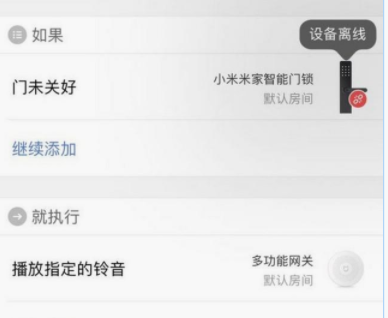 如果
设备离线
门未关好
小米米家智能门锁
默认房间
继续添加
就执行
播放指定的铃音
多功能网关
默认房间